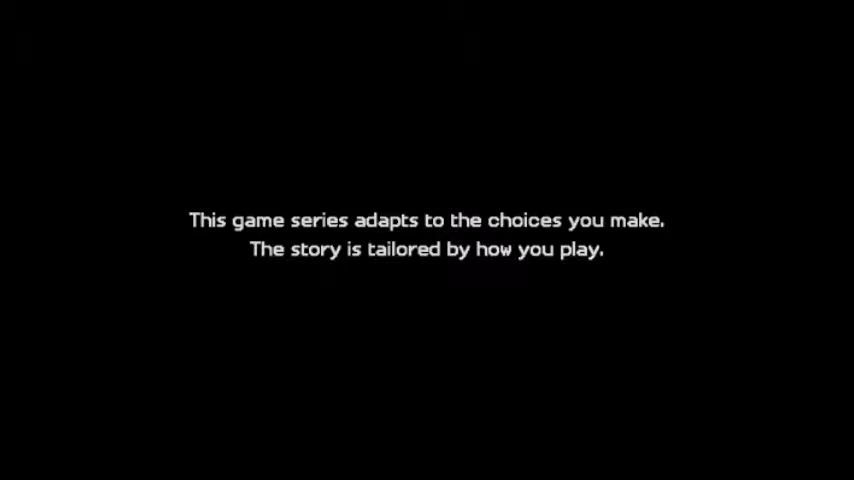 This game series adapts to the choices you make.
The story is tailored by how you play.